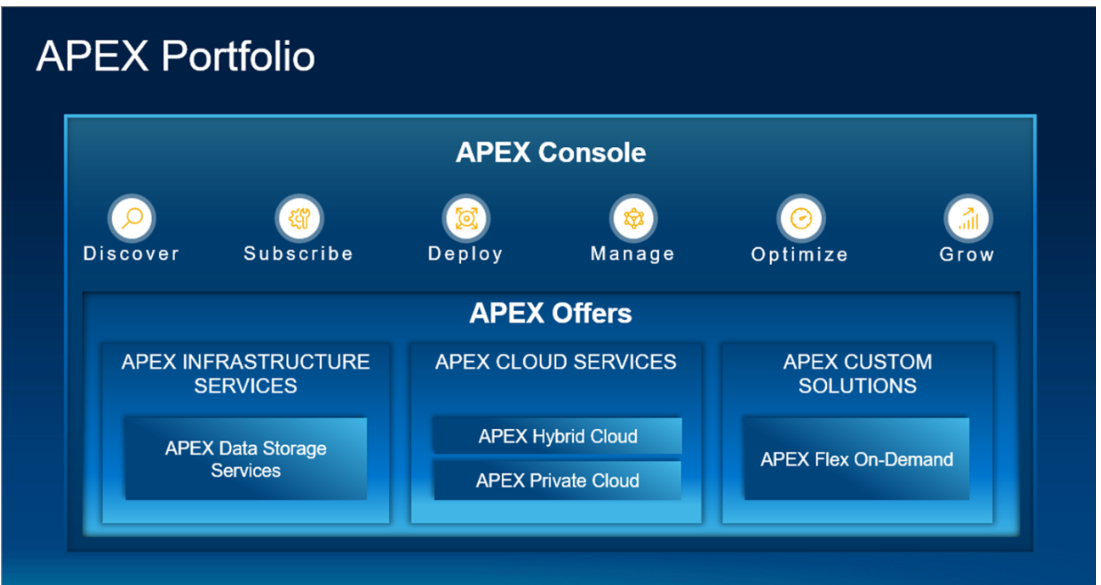 APEX Portfolio
APEX Console
Discover
Subscribe
Deploy
Manage
Optimize
Grow
APEX Offers
APEX INFRASTRUCTURE
SERVICES
APEX Data Storage
Services
APEX CLOUD SERVICES
APEX Hybrid Cloud
APEX Private Cloud
APEX CUSTOM
SOLUTIONS
APEX Flex On-Demand